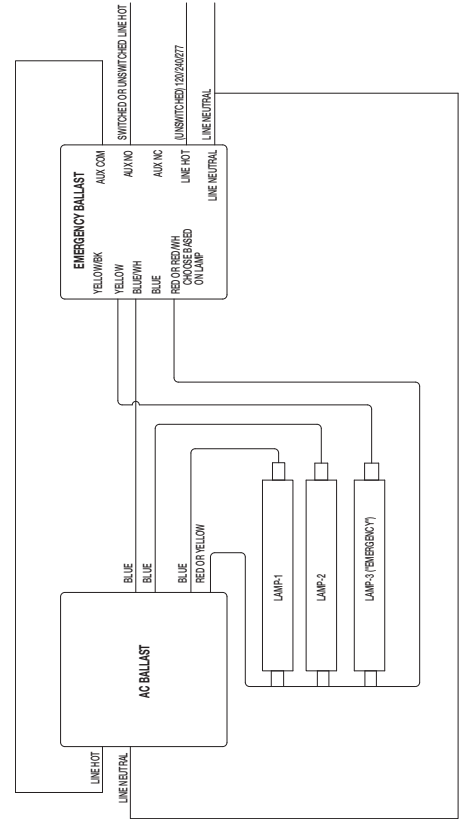 LINE HOT
LINE NEUTRAL
AC BALLAST
BLUE
BLUE
BLUE
RED OR YELLOW
LAMP-1
LAMP-2
LAMP-3 ("EMERGENCY")
EMERGENCY BALLAST
YELLOW/BK
YELLOW
BLUE/WH
BLUE
RED OR RED/WH
CHOOSE BASED
ON LAMP
AUX COM
AUX NO
AUX NC
LINE HOT
LINE NEUTRAL
SWITCHED OR UNSWITCHED LINE HOT
(UNSWITCHED) 120/240/277
LINE NEUTRAL